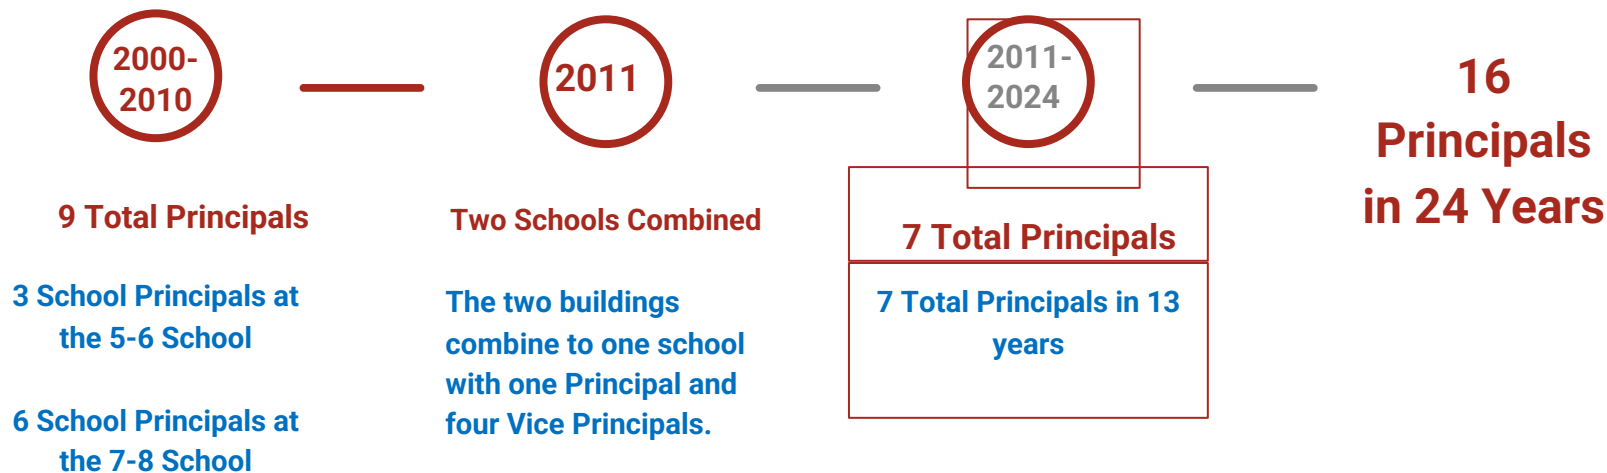 2000-
2010
9 Total Principals
3 School Principals at
the 5-6 School
6 School Principals at
the 7-8 School
2011
Two Schools Combined
The two buildings
combine to one school
with one Principal and
four Vice Principals.
2011-
2024
7 Total Principals
7 Total Principals in 13
years
16
Principals
in 24 Years